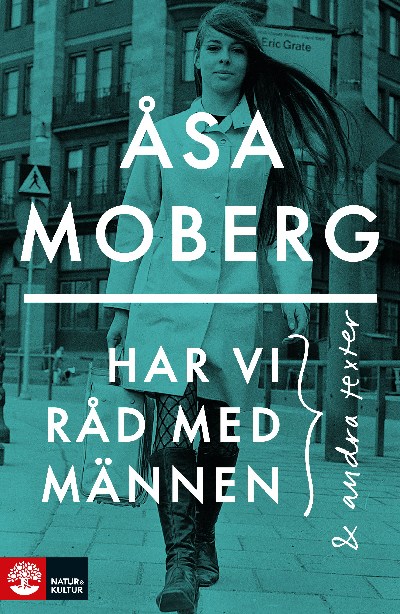 Eric Grate
ÅSA
MOBERG
HAR VI
RÅD MED
MÄNNEN
& andra texter
NATUR &
KULTUR